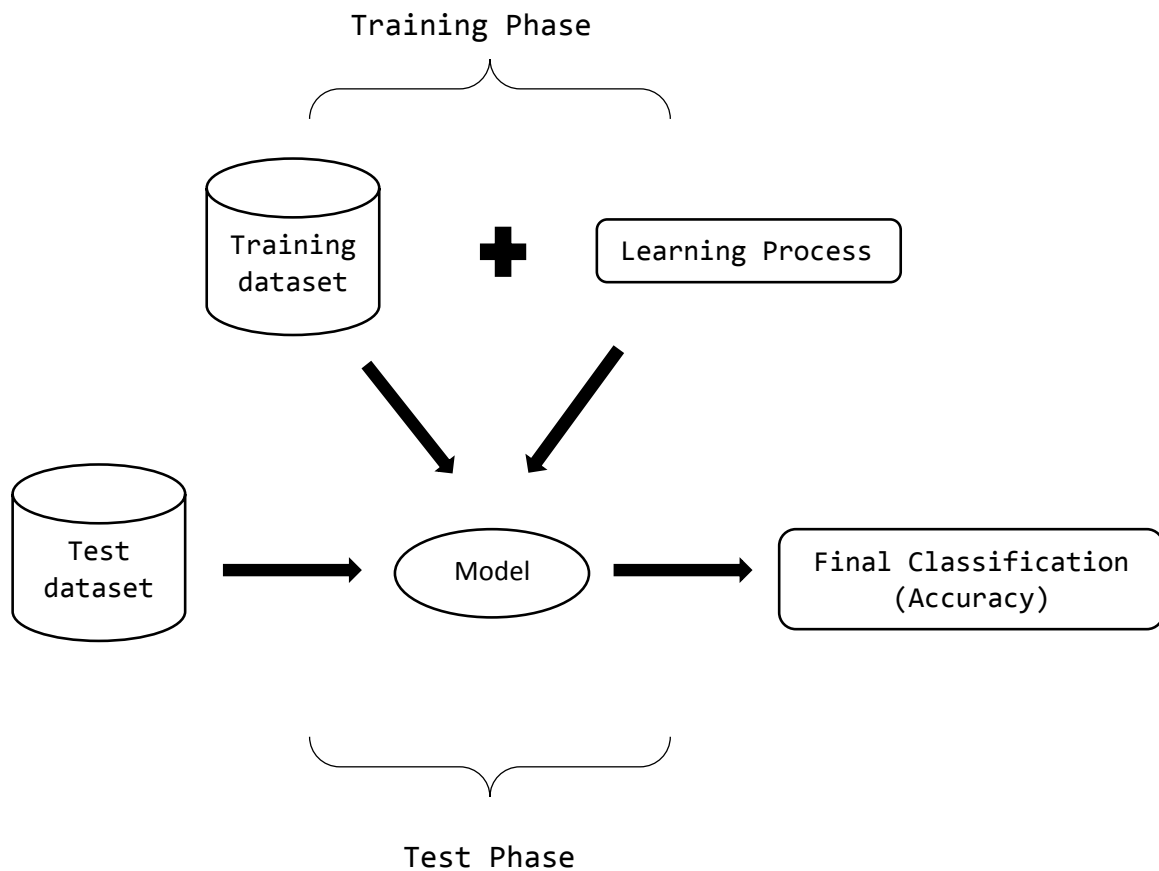 Training Phase
Training
dataset
Learning Process
Test
dataset
Model
Final Classification
(Accuracy)
Test Phase